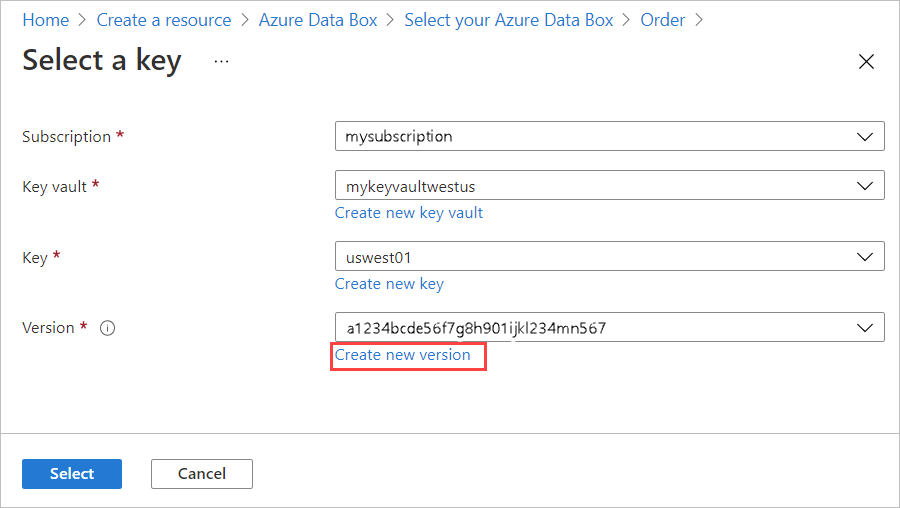 Home > Create a resource > Azure Data Box > Select your Azure Data Box > Order >
Select a key ...
Subscription * mysubscription
Key vault * mykeyvaultwestus
Create new key vault
Key * uswest01
Create new key
Version * a1234bcde56f7g8h901ijkl234mn567
Create new version
Select Cancel